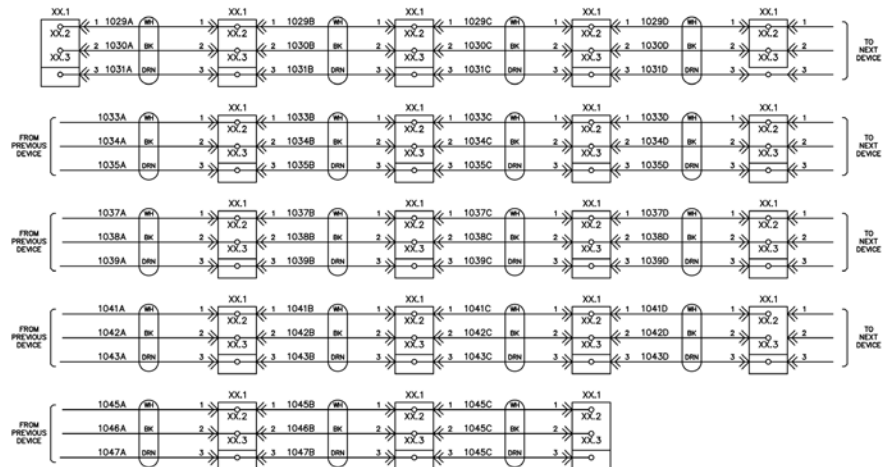 XX.1 XX.1 XX.1 XX.1 XX.1
1 1029A WH 1 1 1029B WH 1 1 1029C WH 1 1 1029D WH 1 1
XX.2 XX.2 XX.2 XX.2 XX.2
2 1030A BK 2 2 1030B BK 2 2 1030C BK 2 2 1030D BK 2 2
XX.3 XX.3 XX.3 XX.3 XX.3
3 1031A DRN 3 3 1031B DRN 3 3 1031C DRN 3 3 1031D DRN 3 3
TO
NEXT
DEVICE
XX.1 XX.1 XX.1 XX.1
FROM
PREVIOUS
DEVICE
1033A WH 1 1 1033B WH 1 1 1033C WH 1 1 1033D WH 1 1
XX.2 XX.2 XX.2 XX.2
1034A BK 2 2 1034B BK 2 2 1034C BK 2 2 1034D BK 2 2
XX.3 XX.3 XX.3 XX.3
1035A DRN 3 3 1035B DRN 3 3 1035C DRN 3 3 1035D DRN 3 3
TO
NEXT
DEVICE
XX.1 XX.1 XX.1 XX.1
FROM
PREVIOUS
DEVICE
1037A WH 1 1 1037B WH 1 1 1037C WH 1 1 1037D WH 1 1
XX.2 XX.2 XX.2 XX.2
1038A BK 2 2 1038B BK 2 2 1038C BK 2 2 1038D BK 2 2
XX.3 XX.3 XX.3 XX.3
1039A DRN 3 3 1039B DRN 3 3 1039C DRN 3 3 1039D DRN 3 3
TO
NEXT
DEVICE
XX.1 XX.1 XX.1 XX.1
FROM
PREVIOUS
DEVICE
1041A WH 1 1 1041B WH 1 1 1041C WH 1 1 1041D WH 1 1
XX.2 XX.2 XX.2 XX.2
1042A BK 2 2 1042B BK 2 2 1042C BK 2 2 1042D BK 2 2
XX.3 XX.3 XX.3 XX.3
1043A DRN 3 3 1043B DRN 3 3 1043C DRN 3 3 1043D DRN 3 3
TO
NEXT
DEVICE
XX.1 XX.1 XX.1
FROM
PREVIOUS
DEVICE
1045A WH 1 1 1045B WH 1 1 1045C WH 1
XX.2 XX.2 XX.2
1046A BK 2 2 1046B BK 2 2 1045C BK 2
XX.3 XX.3 XX.3
1047A DRN 3 3 1047B DRN 3 3 1045C DRN 3